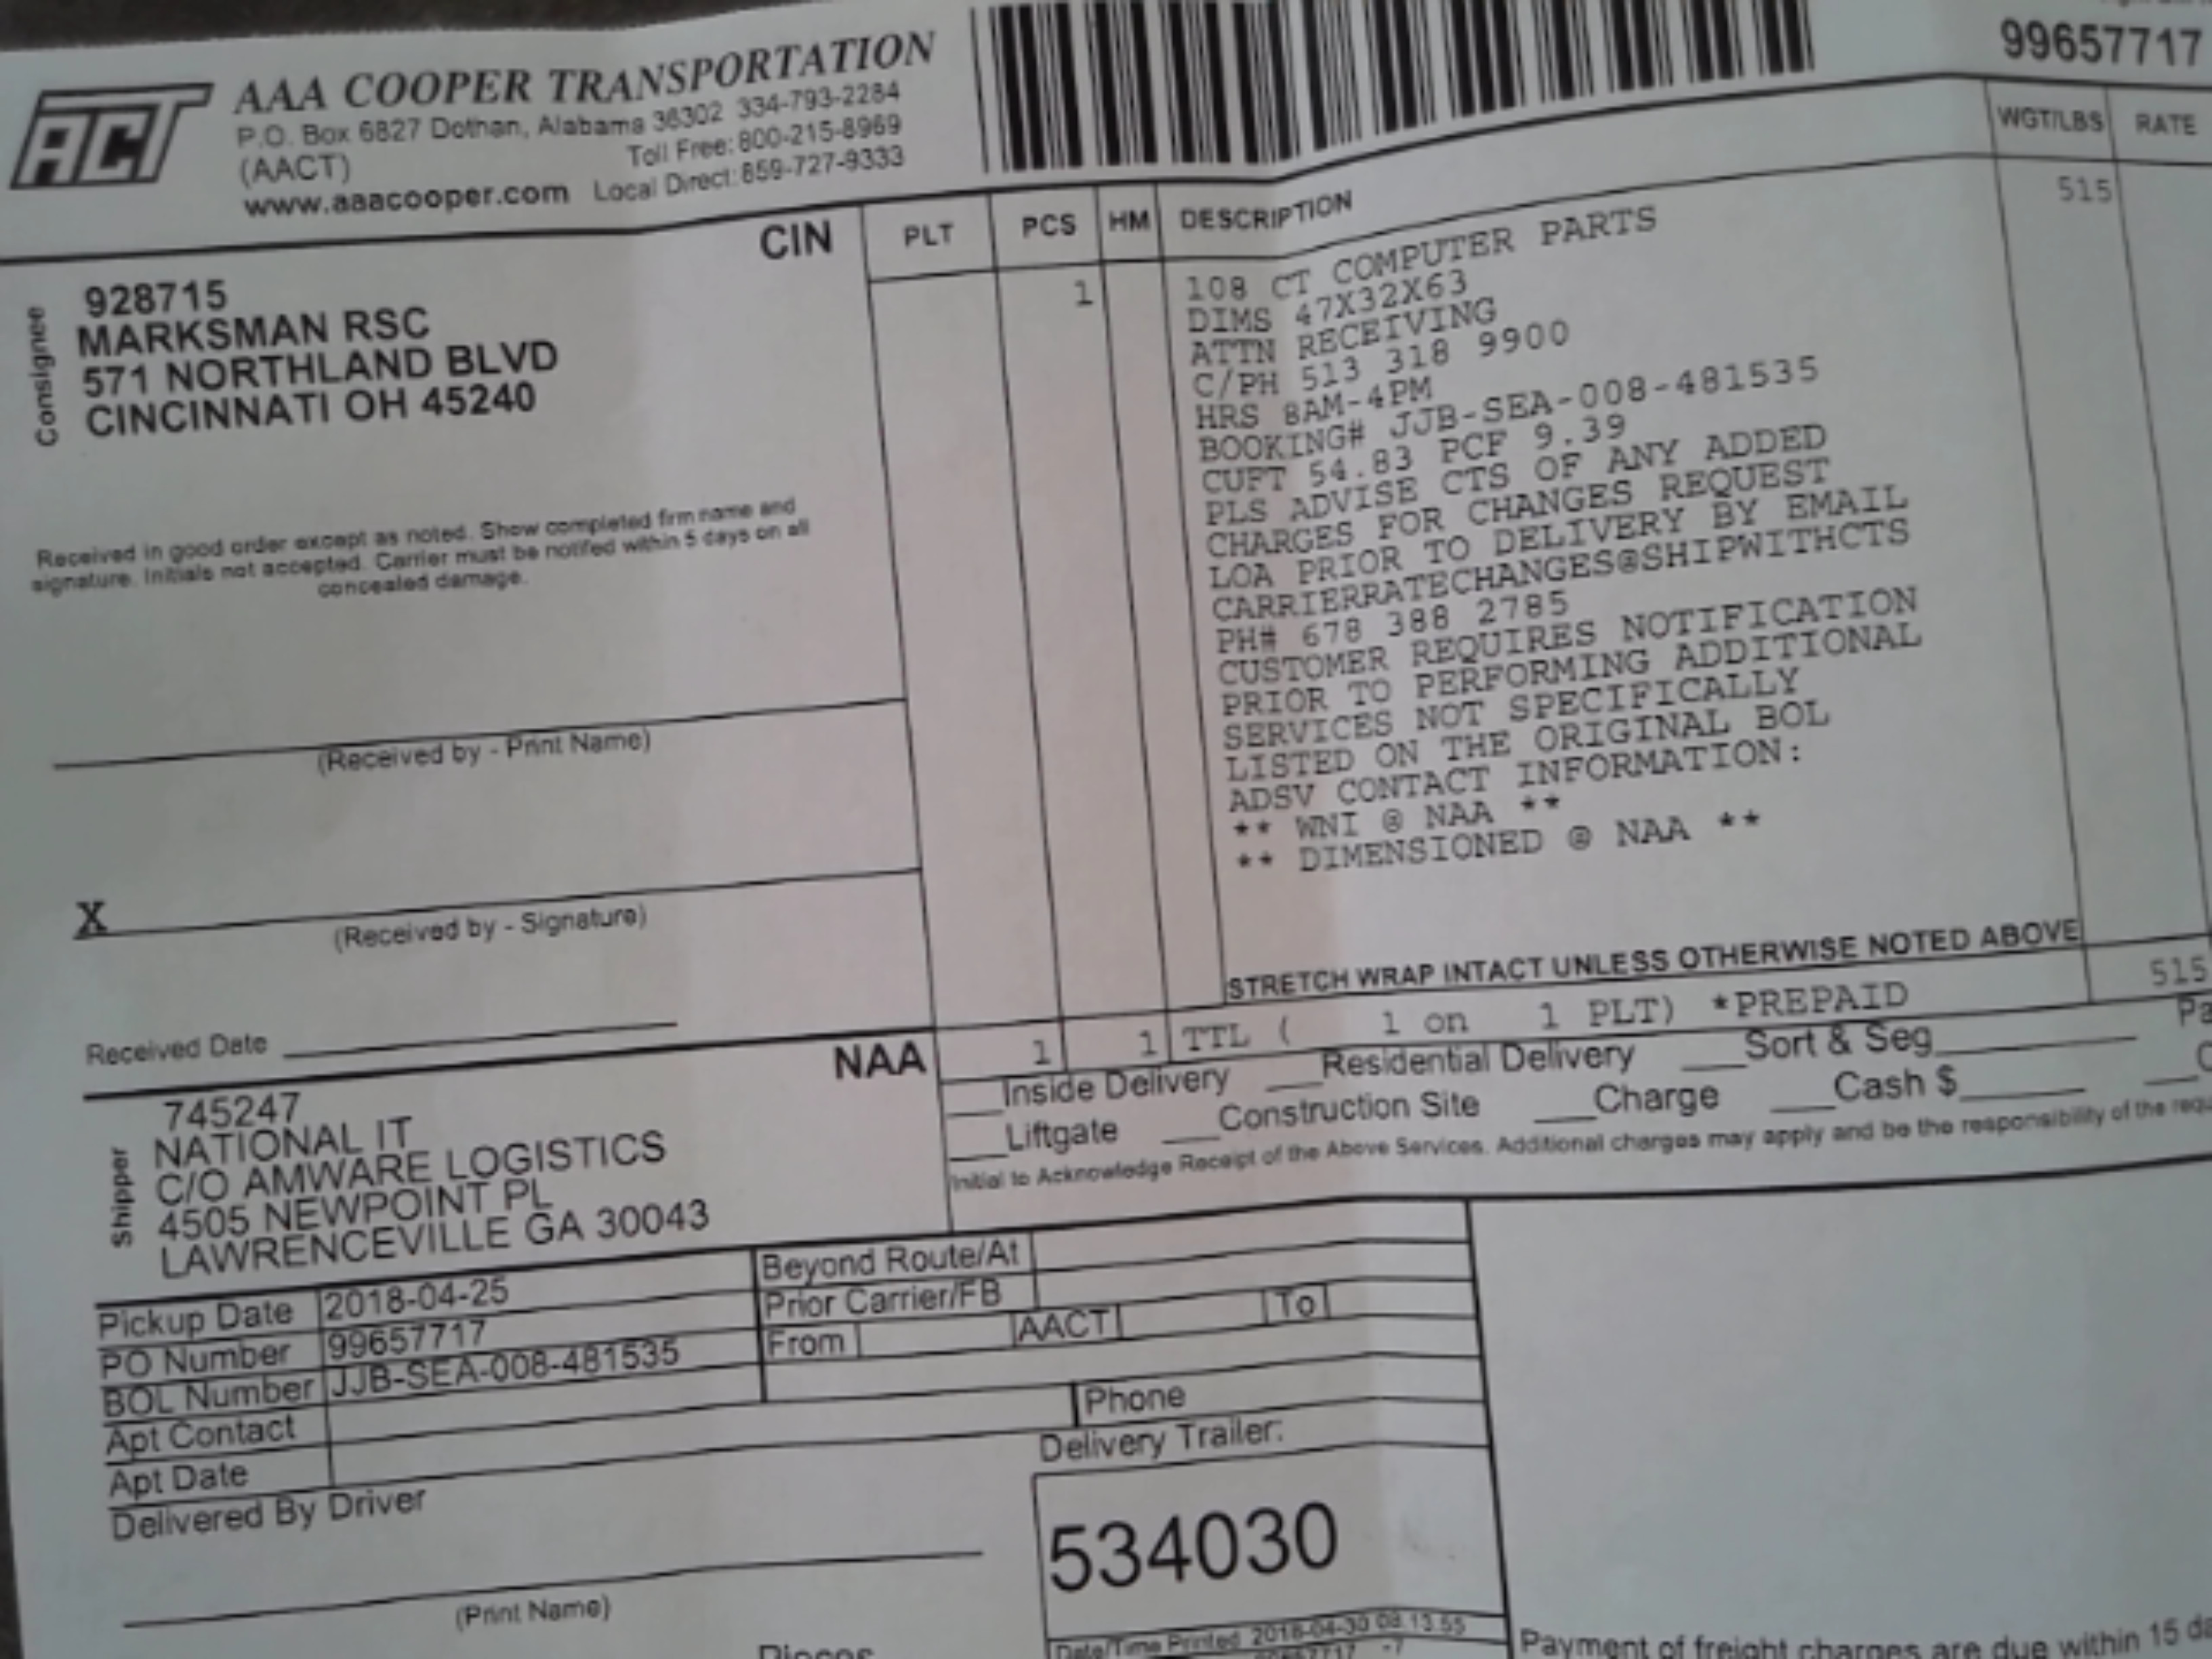 ACT
AAA COOPER TRANSPORTATION
P.O. Box 6827 Dothan, Alabama 36302 334-793-2284
(AACT) Toll Free: 800-215-8969
www.aaacooper.com Local Direct: 859-727-9333
99657717
CIN
Consignee
928715
MARKSMAN RSC
571 NORTHLAND BLVD
CINCINNATI OH 45240
Received in good order except as noted. Show completed firm name and
signature. Initials not accepted. Carrier must be notifed within 5 days on all
concealed damage.
(Received by - Print Name)
X
(Received by - Signature)
Received Date
PLT PCS HM DESCRIPTION WGT/LBS RATE
1 108 CT COMPUTER PARTS 515
DIMS 47X32X63
ATTN RECEIVING
C/PH 513 318 9900
HRS 8AM-4PM
BOOKING# JJB-SEA-008-481535
CUFT 54.83 PCF 9.39
PLS ADVISE CTS OF ANY ADDED
CHARGES FOR CHANGES REQUEST
LOA PRIOR TO DELIVERY BY EMAIL
CARRIERRATECHANGES@SHIPWITHCTS
PH# 678 388 2785
CUSTOMER REQUIRES NOTIFICATION
PRIOR TO PERFORMING ADDITIONAL
SERVICES NOT SPECIFICALLY
LISTED ON THE ORIGINAL BOL
ADSV CONTACT INFORMATION:
** WNI @ NAA **
** DIMENSIONED @ NAA **
STRETCH WRAP INTACT UNLESS OTHERWISE NOTED ABOVE
1 1 TTL ( 1 on 1 PLT) *PREPAID 515
Inside Delivery Residential Delivery Sort & Seg
Liftgate Construction Site Charge Cash $
Initial to Acknowledge Receipt of the Above Services. Additional charges may apply and be the responsibility of the
NAA
Shipper
745247
NATIONAL IT
C/O AMWARE LOGISTICS
4505 NEWPOINT PL
LAWRENCEVILLE GA 30043
Pickup Date 2018-04-25
PO Number 99657717
BOL Number JJB-SEA-008-481535
Apt Contact
Apt Date
Beyond Route/At
Prior Carrier/FB
From AACT To
Phone
Delivered By Driver
(Print Name)
Delivery Trailer:
534030
Date/Time Printed 2018-04-30 08.13.55
Pieces
Payment of freight charges are due within 15